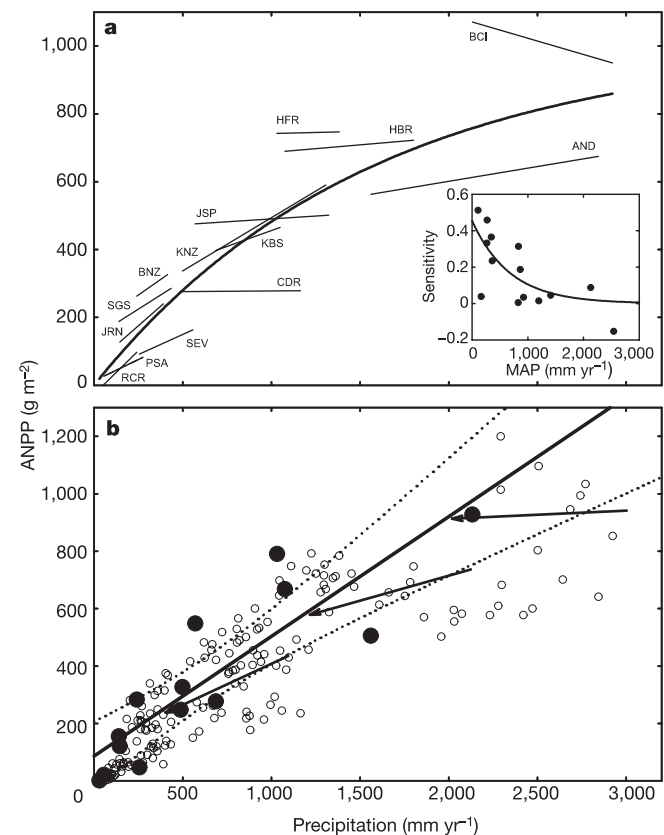 a
1,000
800
600
400
200
0
BCI
HFR
HBR
AND
JSP
KNZ
KBS
BNZ
CDR
SGS
JRN
SEV
PSA
RCR
Sensitivity
0.6
0.4
0.2
0
−0.2
0 1,000 2,000 3,000
MAP (mm yr⁻¹)
ANPP (g m⁻²)
b
1,200
1,000
800
600
400
200
0
500 1,000 1,500 2,000 2,500 3,000
Precipitation (mm yr⁻¹)